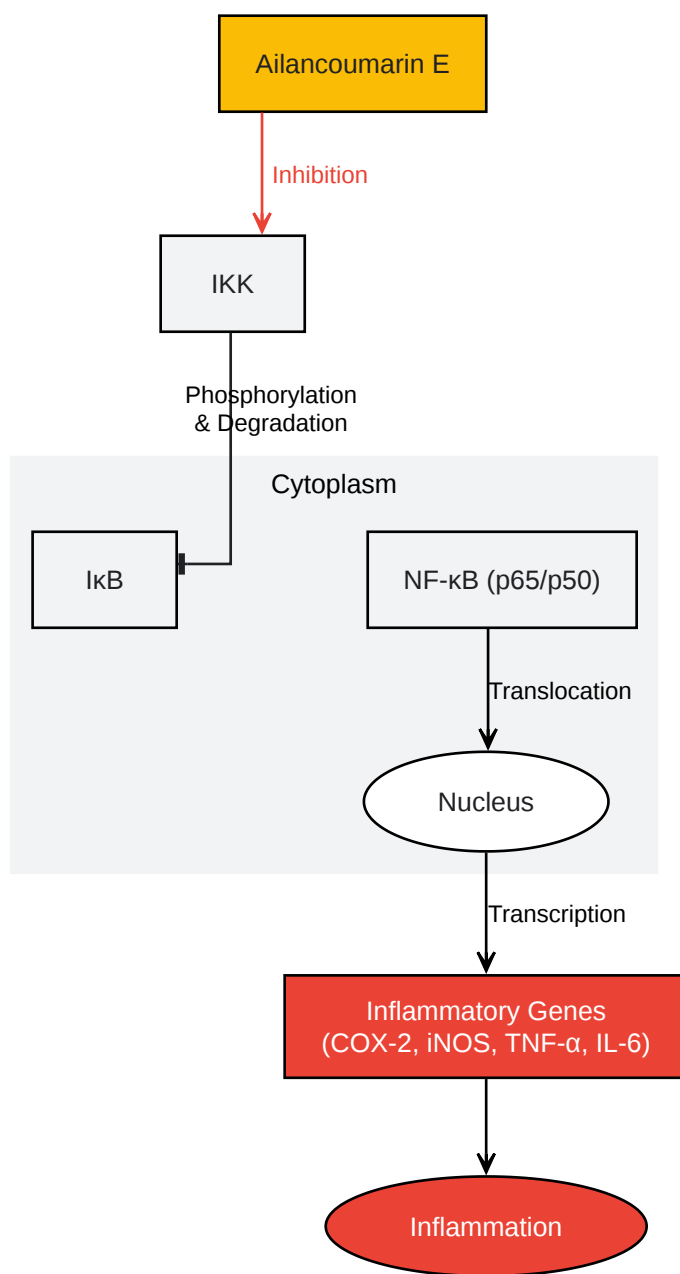 Ailancoumarin E
Inhibition
IKK
Phosphorylation
& Degradation
Cytoplasm
IκB
NF-κB (p65/p50)
Translocation
Nucleus
Transcription
Inflammatory Genes
(COX-2, iNOS, TNF-α, IL-6)
Inflammation